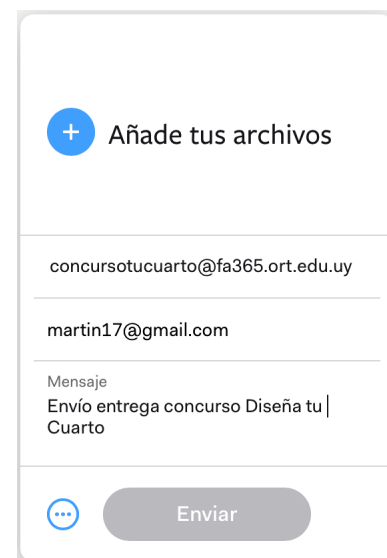 Añade tus archivos
concursotucuarto@fa365.ort.edu.uy
martin17@gmail.com
Mensaje
Envío entrega concurso Diseña tu
Cuarto
Enviar